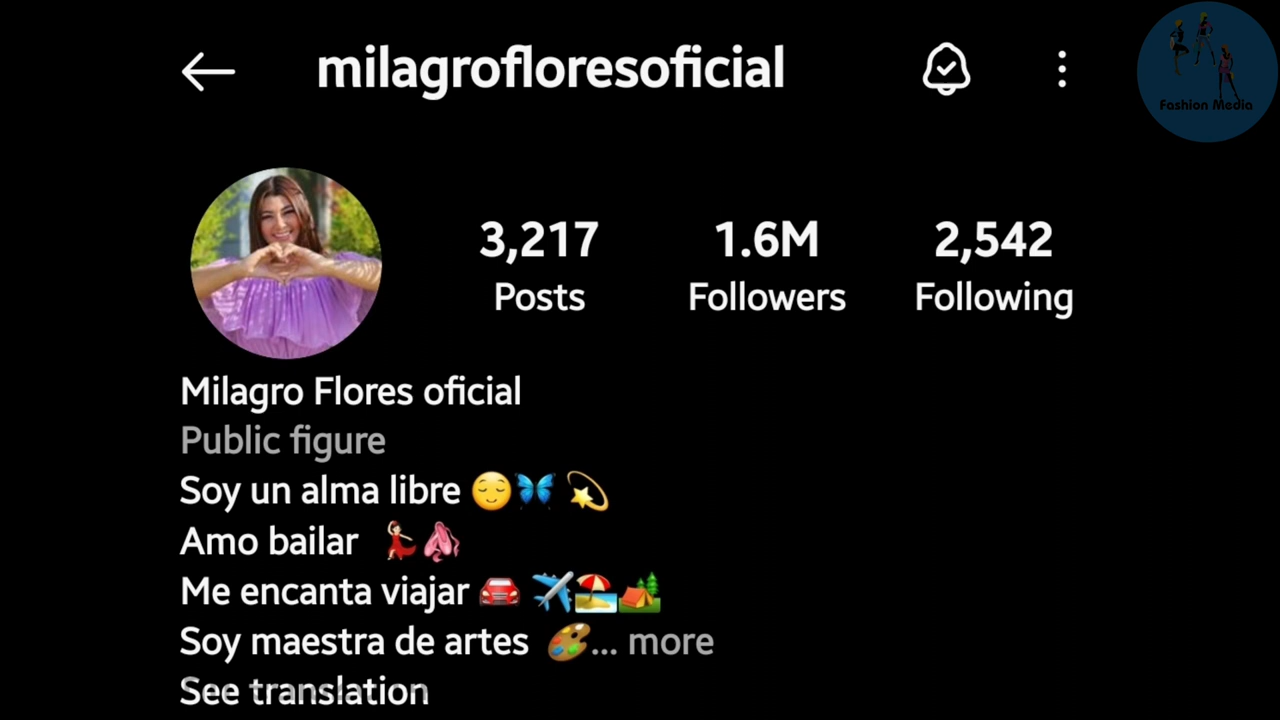 milagrofloresoficial
Fashion Media
3,217 1.6M 2,542
Posts Followers Following
Milagro Flores oficial
Public figure
Soy un alma libre 😌🦋💫
Amo bailar 💃🩰
Me encanta viajar 🚘✈️🏖️🏕️
Soy maestra de artes 🎨... more
See translation